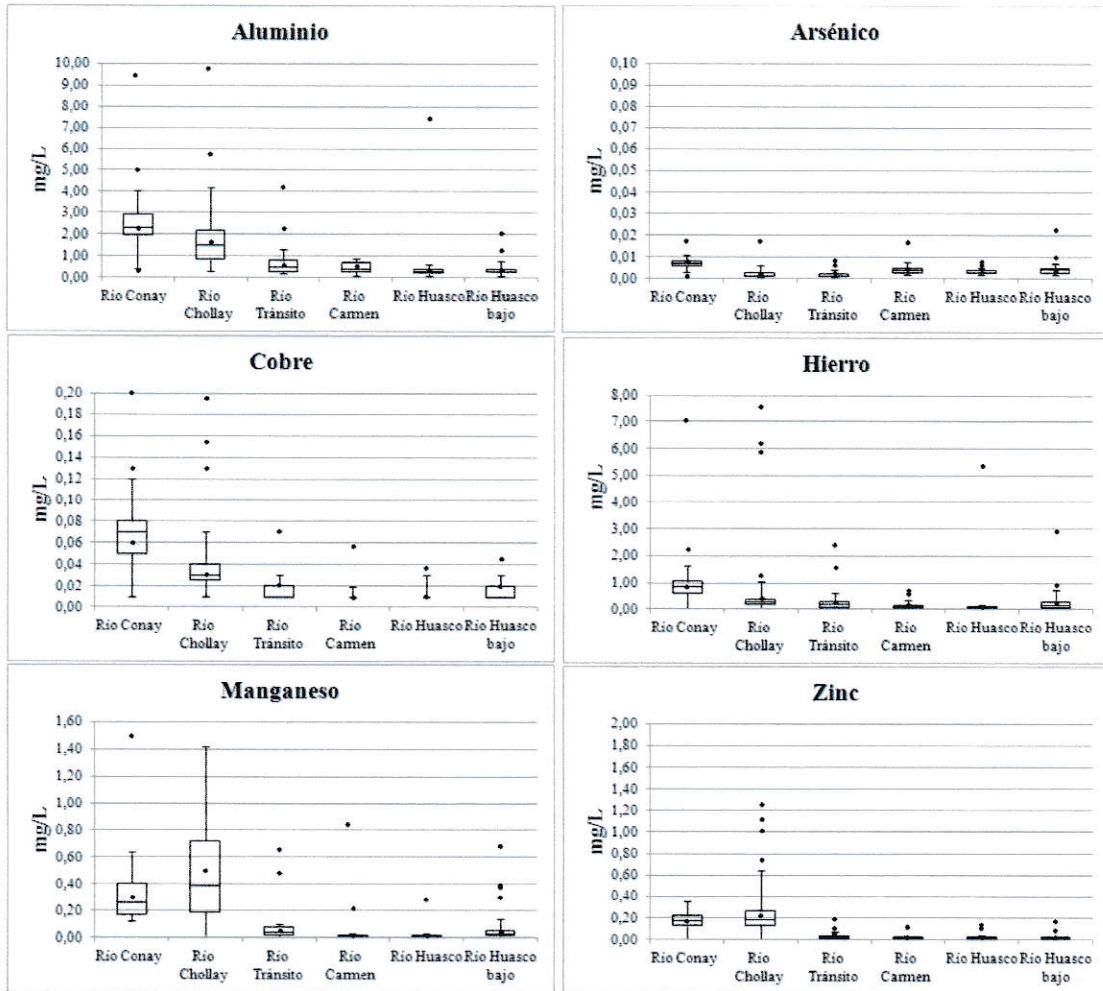 Aluminio
10,00
9,00
8,00
7,00
6,00
5,00
4,00
3,00
2,00
1,00
0,00
mg/L
Río Conay
Río Chollay
Río Tránsito
Río Carmen
Río Huasco
Río Huasco bajo
Arsénico
0,10
0,09
0,08
0,07
0,06
0,05
0,04
0,03
0,02
0,01
0,00
mg/L
Río Conay
Río Chollay
Río Tránsito
Río Carmen
Río Huasco
Río Huasco bajo
Cobre
0,20
0,18
0,16
0,14
0,12
0,10
0,08
0,06
0,04
0,02
0,00
mg/L
Río Conay
Río Chollay
Río Tránsito
Río Carmen
Río Huasco
Río Huasco bajo
Hierro
8,00
7,00
6,00
5,00
4,00
3,00
2,00
1,00
0,00
mg/L
Río Conay
Río Chollay
Río Tránsito
Río Carmen
Río Huasco
Río Huasco bajo
Manganeso
1,60
1,40
1,20
1,00
0,80
0,60
0,40
0,20
0,00
mg/L
Río Conay
Río Chollay
Río Tránsito
Río Carmen
Río Huasco
Río Huasco bajo
Zinc
2,00
1,80
1,60
1,40
1,20
1,00
0,80
0,60
0,40
0,20
0,00
mg/L
Río Conay
Río Chollay
Río Tránsito
Río Carmen
Río Huasco
Río Huasco bajo